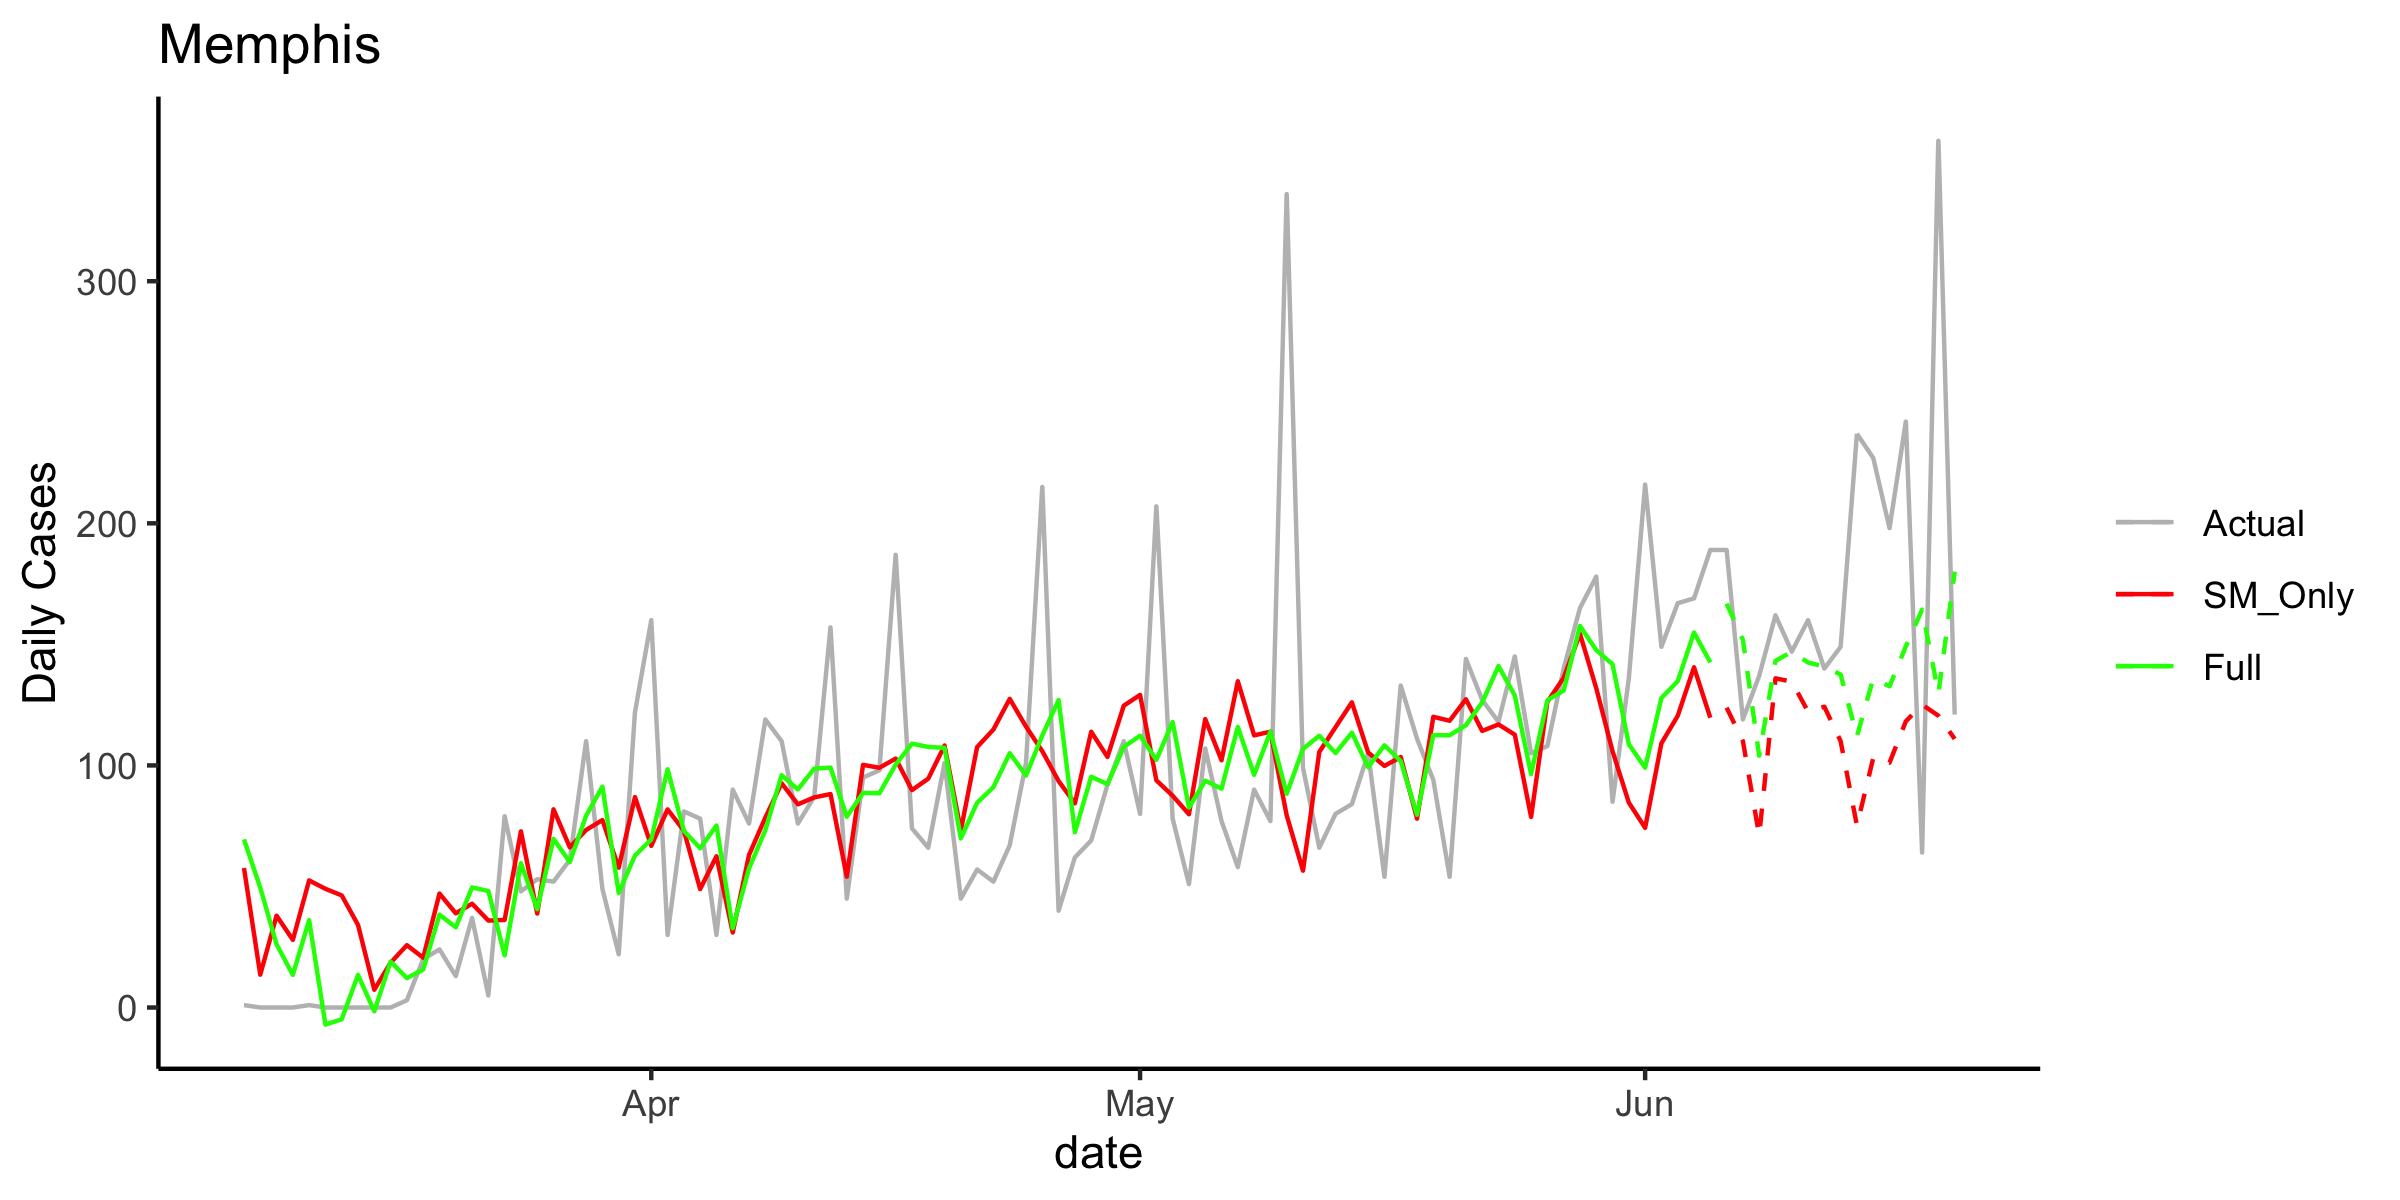 Memphis
Daily Cases
300
200
100
0
Apr
May
Jun
date
Actual
SM_Only
Full